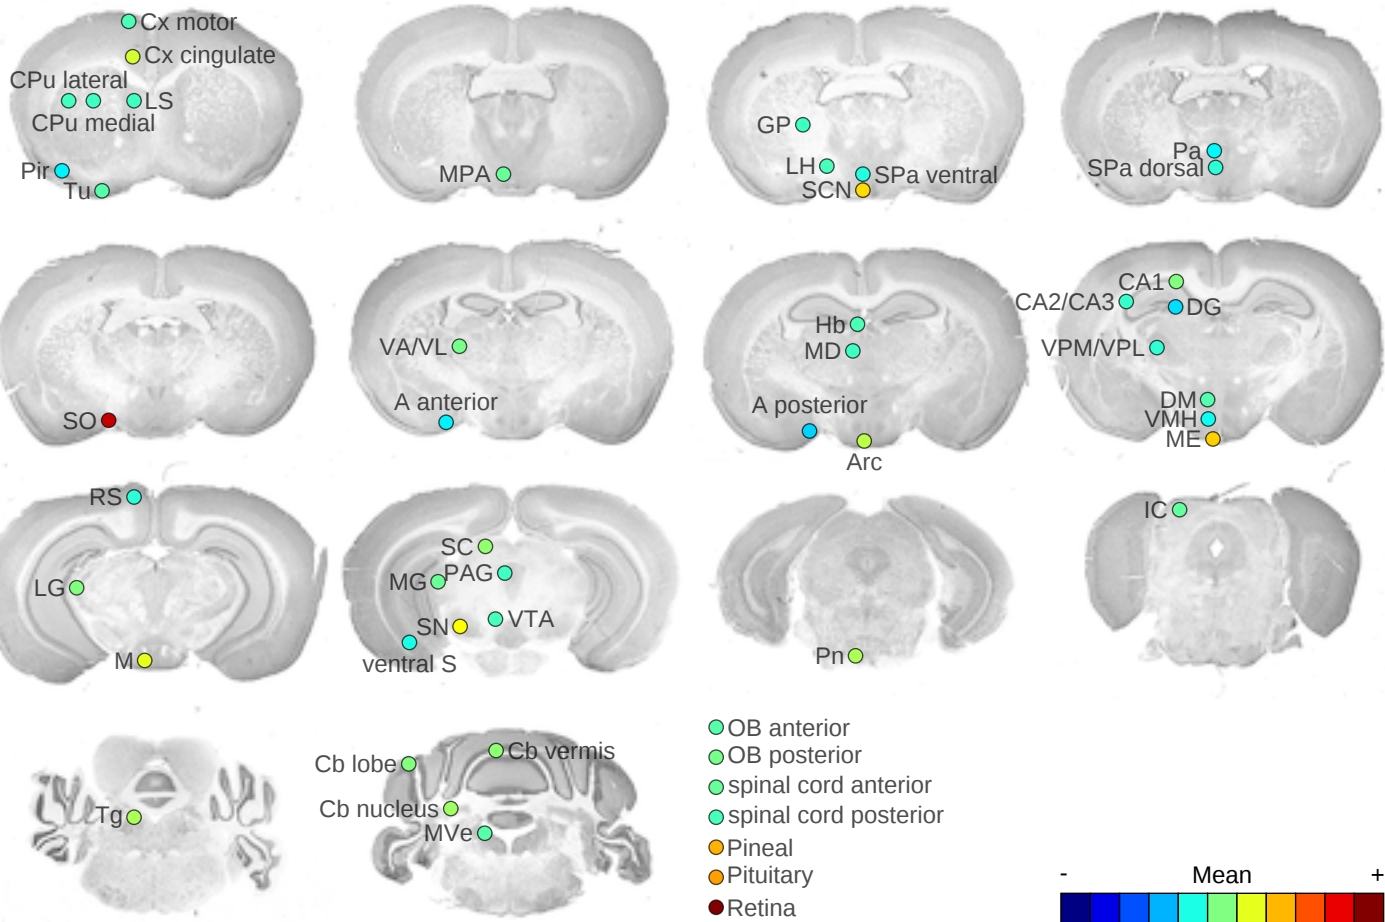 Cx motor
Cx cingulate
CPu lateral
LS
CPu medial
Pir
Tu
MPA
GP
LH
SPa ventral
SCN
Pa
SPa dorsal
SO
VA/VL
A anterior
Hb
MD
A posterior
Arc
CA1
CA2/CA3
DG
VPM/VPL
DM
VMH
ME
RS
LG
M
SC
MG
PAG
SN
VTA
ventral S
Pn
IC
Tg
Cb lobe
Cb vermis
Cb nucleus
MVe
OB anterior
OB posterior
spinal cord anterior
spinal cord posterior
Pineal
Pituitary
Retina
- Mean +